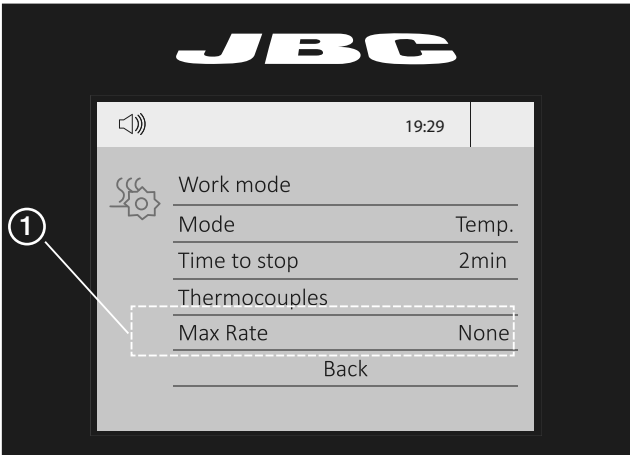 JBC
19:29
Work mode
Mode Temp.
Time to stop 2min
Thermocouples
1
Max Rate None
Back